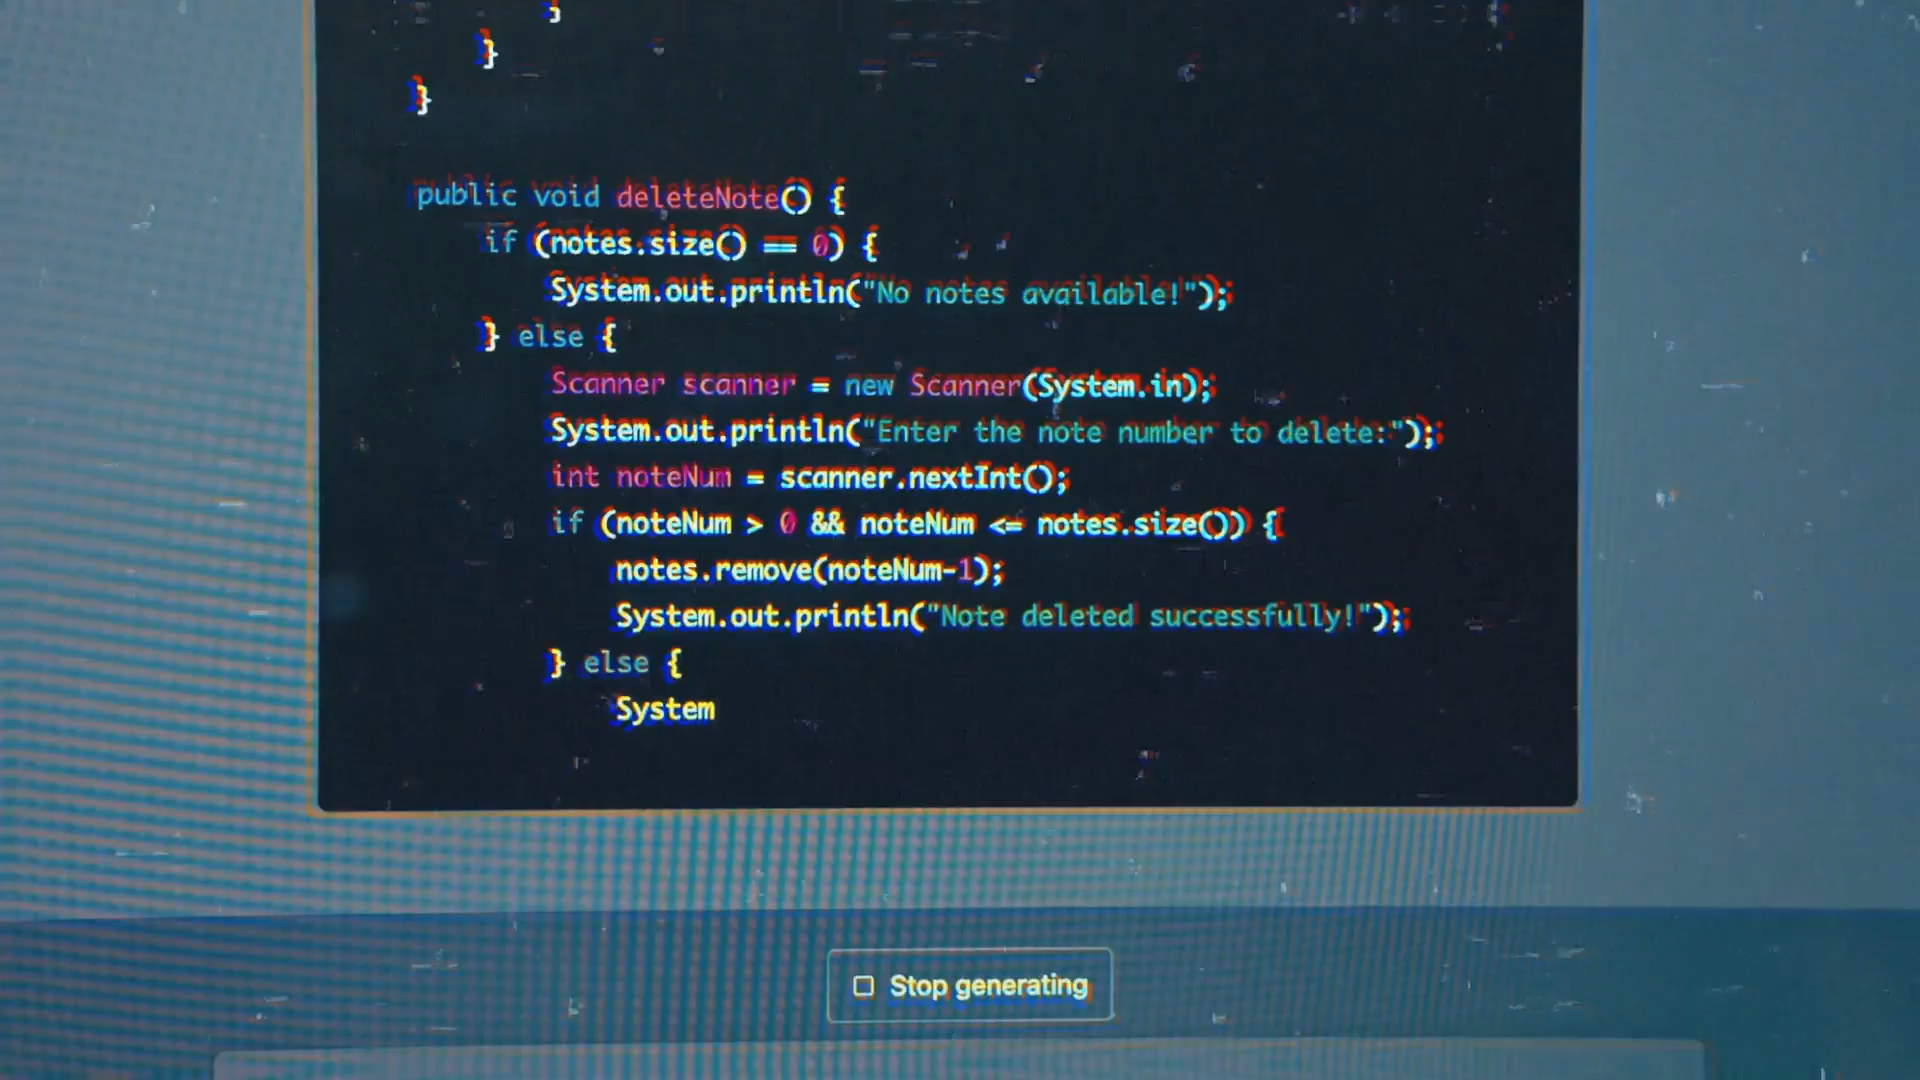 }
}
}
public void deleteNote() {
if (notes.size() == 0) {
System.out.println("No notes available!");
} else {
Scanner scanner = new Scanner(System.in);
System.out.println("Enter the note number to delete:");
int noteNum = scanner.nextInt();
if (noteNum > 0 && noteNum <= notes.size()) {
notes.remove(noteNum-1);
System.out.println("Note deleted successfully!");
} else {
System
Stop generating